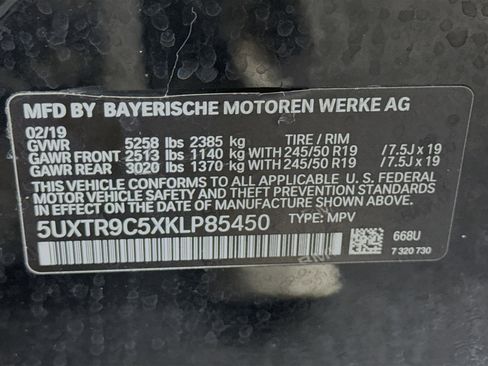 MFD BY BAYERISCHE MOTOREN WERKE AG
02/19
GVWR 5258 lbs 2385 kg TIRE / RIM
GAWR FRONT 2513 lbs 1140 kg WITH 245/50 R19 / 7.5J x 19
GAWR REAR 3020 lbs 1370 kg WITH 245/50 R19 / 7.5J x 19
THIS VEHICLE CONFORMS TO ALL APPLICABLE U.S. FEDERAL
MOTOR VEHICLE SAFETY AND THEFT PREVENTION STANDARDS
IN EFFECT ON THE DATE OF MANUFACTURE SHOWN ABOVE.
5UXTR9C5XKLP85450 TYPE: MPV
668U
7 320 730